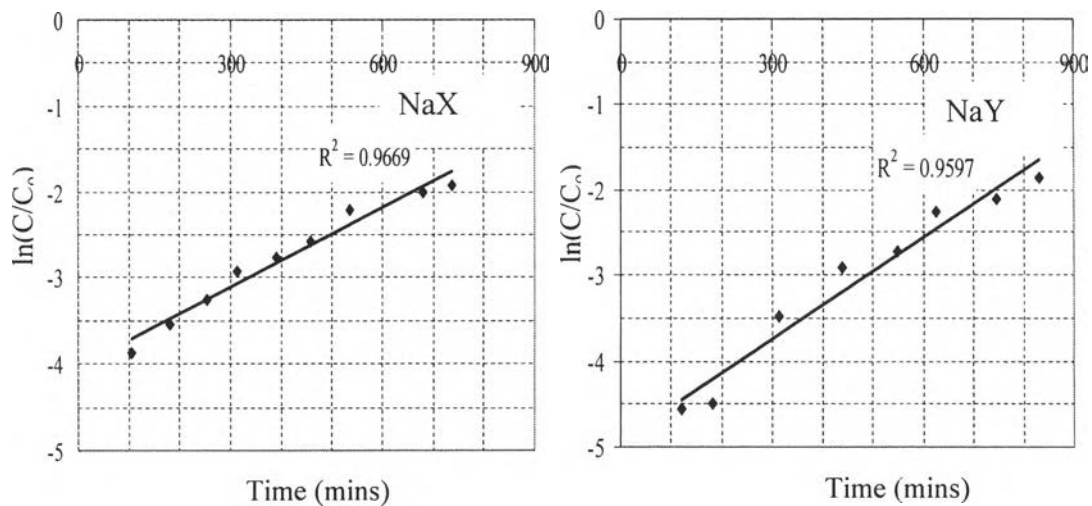 0
0 300 600 900
-1
NaX
R² = 0.9669
-2
-3
-4
-5
ln(C/C₀)
Time (mins)
0
0 300 600 900
-1
NaY
R² = 0.9597
-2
-3
-4
-5
ln(C/C₀)
Time (mins)